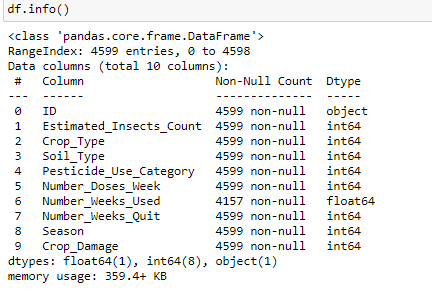 df.info()
<class 'pandas.core.frame.DataFrame'>
RangeIndex: 4599 entries, 0 to 4598
Data columns (total 10 columns):
 #   Column                   Non-Null Count  Dtype
---  ------                   --------------  -----
 0   ID                       4599 non-null   object
 1   Estimated_Insects_Count  4599 non-null   int64
 2   Crop_Type                4599 non-null   int64
 3   Soil_Type                4599 non-null   int64
 4   Pesticide_Use_Category   4599 non-null   int64
 5   Number_Doses_Week        4599 non-null   int64
 6   Number_Weeks_Used        4157 non-null   float64
 7   Number_Weeks_Quit        4599 non-null   int64
 8   Season                   4599 non-null   int64
 9   Crop_Damage              4599 non-null   int64
dtypes: float64(1), int64(8), object(1)
memory usage: 359.4+ KB